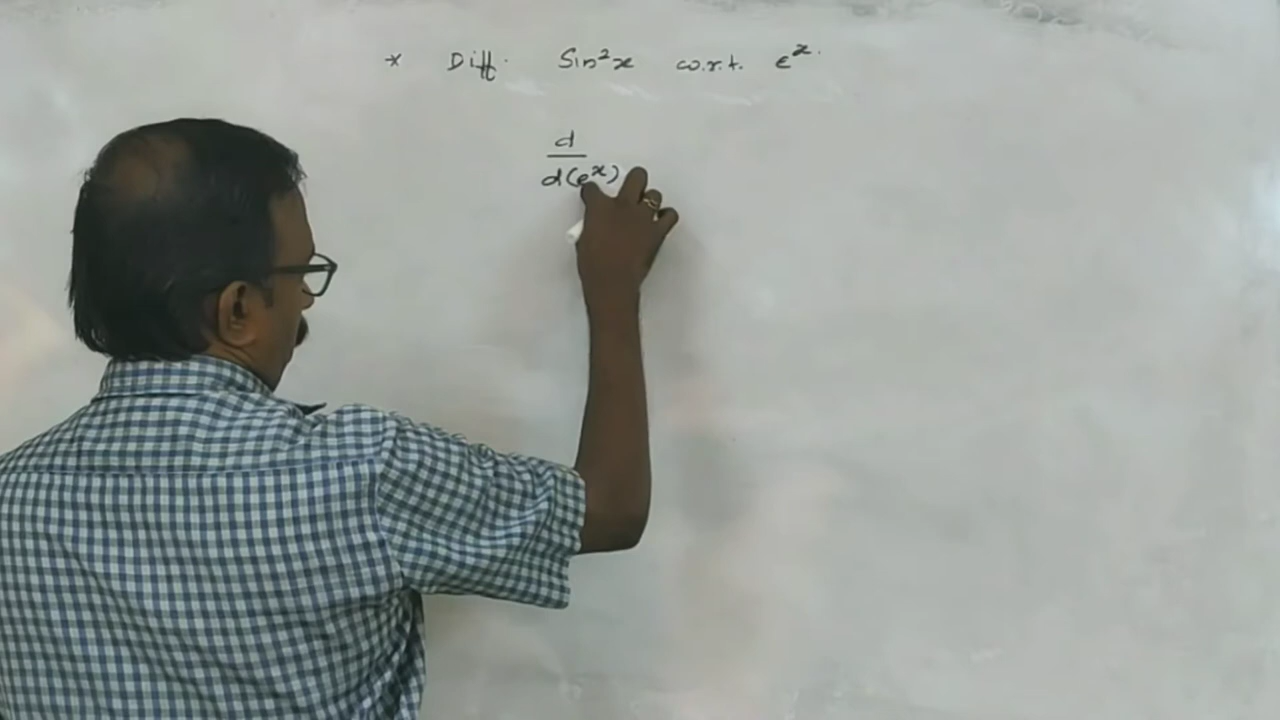 * Diff. Sin²x w.r.t. eˣ.
d
d(eˣ)